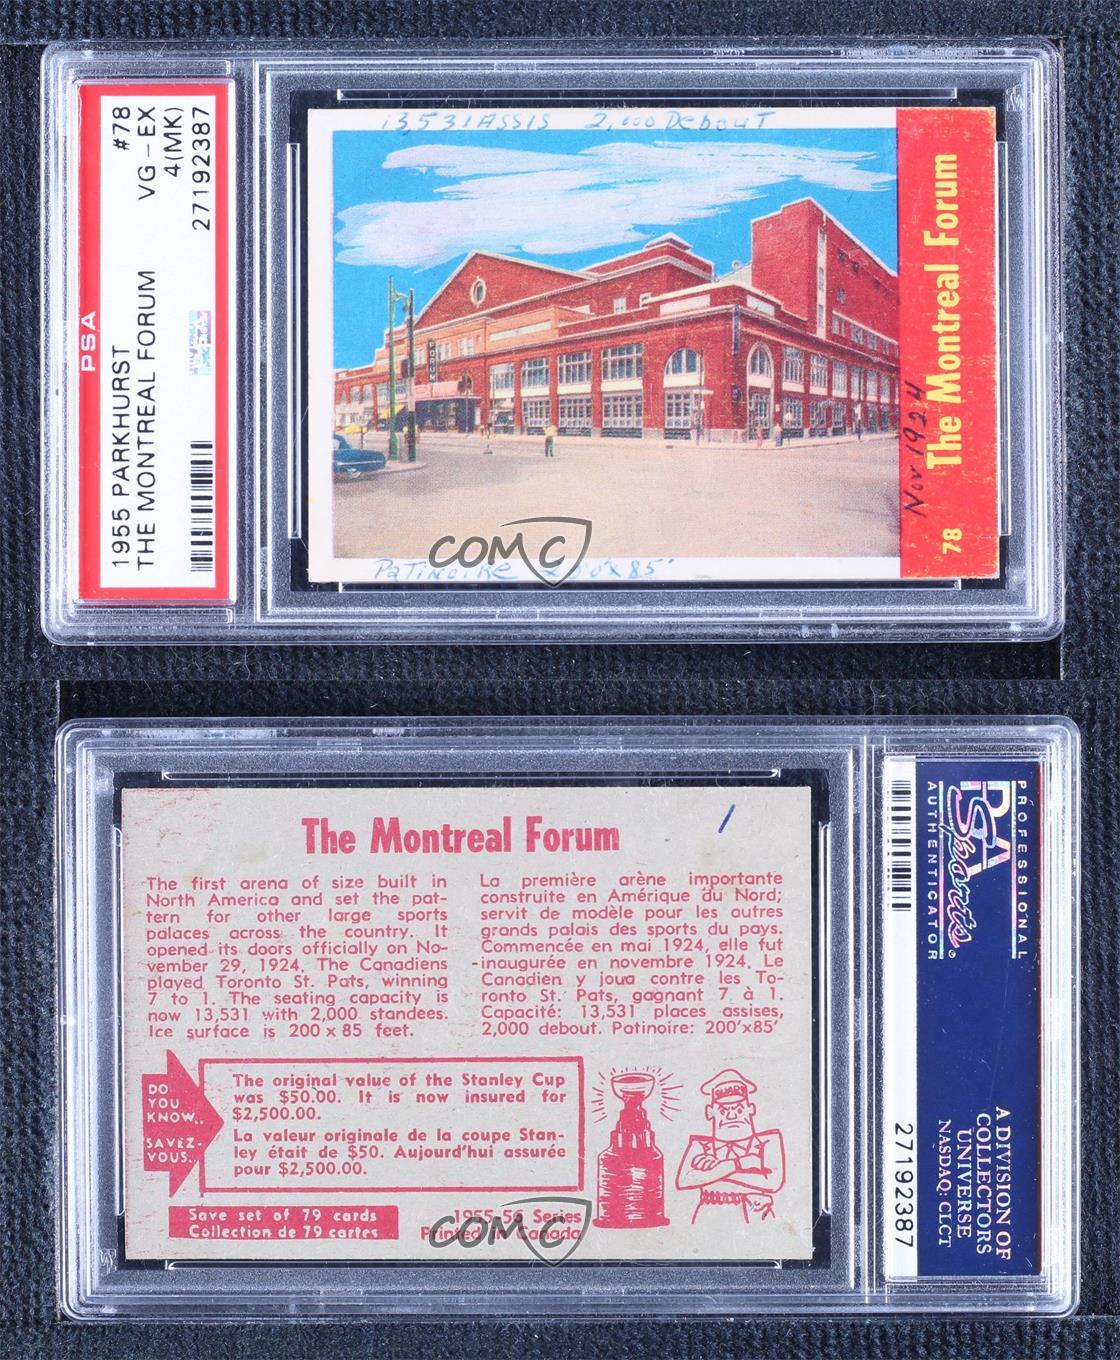 #78
VG - EX
4(MK)
27192387
PSA
1955 PARKHURST
THE MONTREAL FORUM
13,531 ASSIS 2,000 Debout
FORUM
Nov 1924
78 The Montreal Forum
PATINOIRE 200'x85'
COMC
The Montreal Forum
The first arena of size built in
North America and set the pat-
tern for other large sports
palaces across the country. It
opened its doors officially on No-
vember 29, 1924. The Canadiens
played Toronto St. Pats, winning
7 to 1. The seating capacity is
now 13,531 with 2,000 standees.
Ice surface is 200 x 85 feet.
La première arène importante
construite en Amérique du Nord;
servit de modèle pour les autres
grands palais des sports du pays.
Commencée en mai 1924, elle fut
inaugurée en novembre 1924. Le
Canadien y joua contre les To-
ronto St. Pats, gagnant 7 à 1.
Capacité: 13,531 places assises,
2,000 debout. Patinoire: 200'x85'
DO
YOU
KNOW..
SAVEZ-
VOUS..
The original value of the Stanley Cup
was $50.00. It is now insured for
$2,500.00.
La valeur originale de la coupe Stan-
ley était de $50. Aujourd'hui assurée
pour $2,500.00.
GUARD
Save set of 79 cards
Collection de 79 cartes
1955-56 Series
Printed in Canada
COMC
PROFESSIONAL
PSA
Sports
AUTHENTICATOR
A DIVISION OF
COLLECTORS
UNIVERSE
NASDAQ: CLCT
27192387